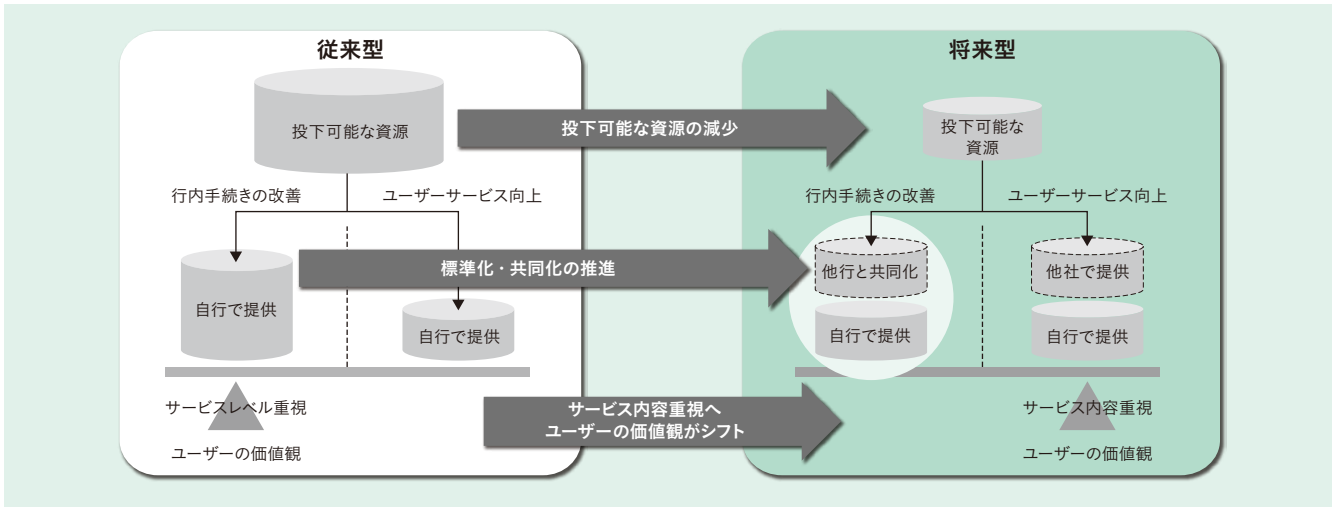 従来型
投下可能な資源
行内手続きの改善
ユーザーサービス向上
自行で提供
自行で提供
サービスレベル重視
ユーザーの価値観
投下可能な資源の減少
標準化・共同化の推進
サービス内容重視へ
ユーザーの価値観がシフト
将来型
投下可能な
資源
行内手続きの改善
ユーザーサービス向上
他行と共同化
自行で提供
他社で提供
自行で提供
サービス内容重視
ユーザーの価値観